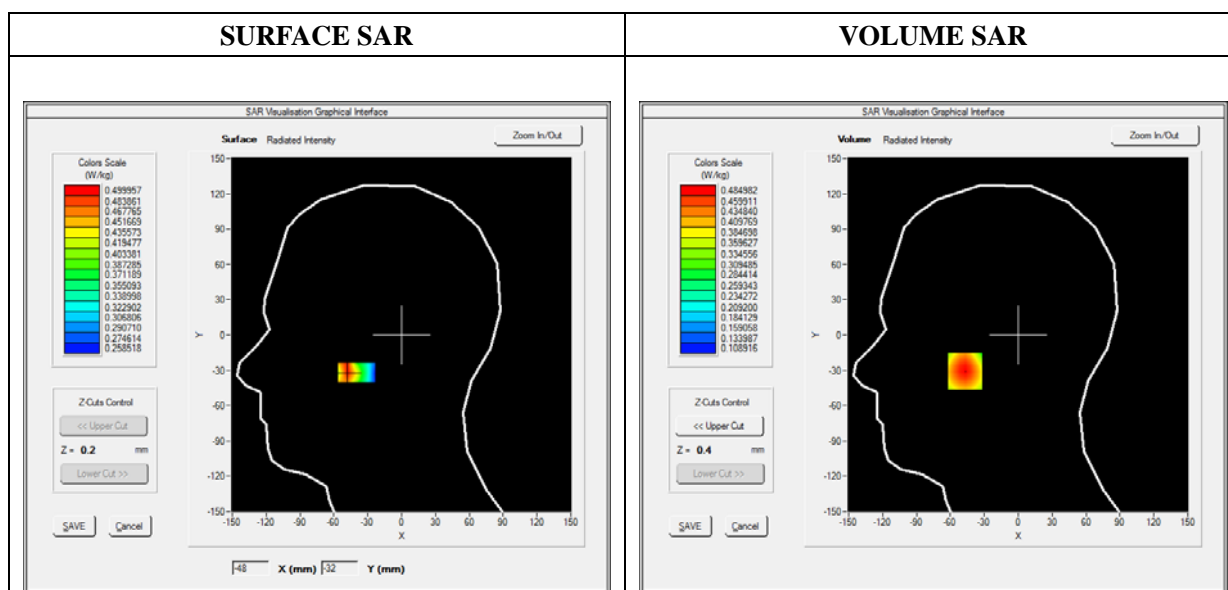 SURFACE SAR
VOLUME SAR
SAR Visualisation Graphical Interface
Surface Radiated Intensity
Zoom In/Out
Colors Scale
(W/kg)
0.499957
0.483861
0.467765
0.451669
0.435573
0.419477
0.403381
0.387285
0.371189
0.355093
0.338998
0.322902
0.306806
0.290710
0.274614
0.258518
150
120
90
60
30
Y 0
-30
-60
-90
-120
-150
-150 -120 -90 -60 -30 0 30 60 90 120 150
X
Z-Cuts Control
<< Upper Cut
Z = 0.2 mm
Lower Cut >>
SAVE Cancel
-48 X (mm) -32 Y (mm)
SAR Visualisation Graphical Interface
Volume Radiated Intensity
Zoom In/Out
Colors Scale
(W/kg)
0.484982
0.459911
0.434840
0.409769
0.384698
0.359627
0.334556
0.309485
0.284414
0.259343
0.234272
0.209200
0.184129
0.159058
0.133987
0.108916
150
120
90
60
30
Y 0
-30
-60
-90
-120
-150
-150 -120 -90 -60 -30 0 30 60 90 120 150
X
Z-Cuts Control
<< Upper Cut
Z = 0.4 mm
Lower Cut >>
SAVE Cancel